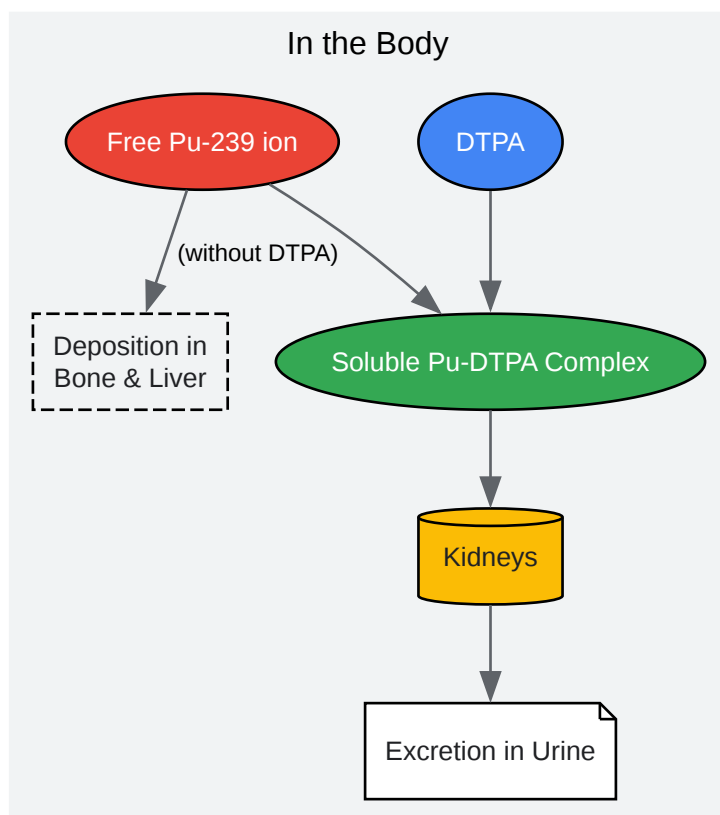 In the Body
Free Pu-239 ion
DTPA
(without DTPA)
Deposition in
Bone & Liver
Soluble Pu-DTPA Complex
Kidneys
Excretion in Urine